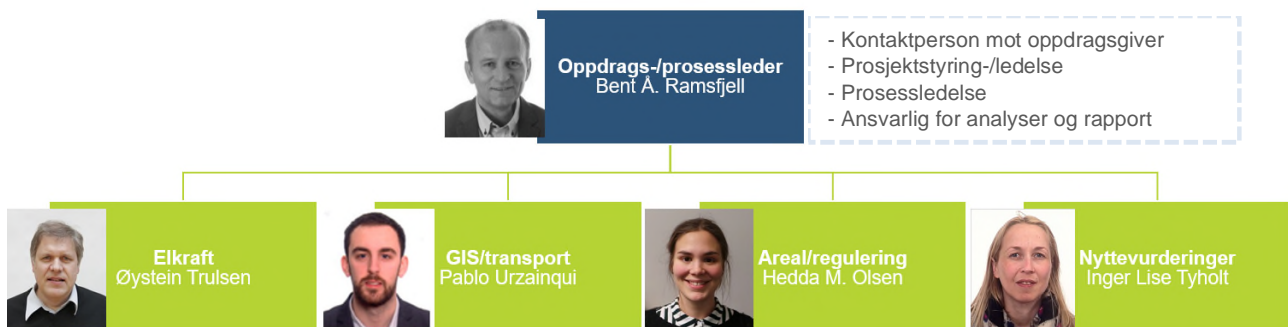 Oppdrags-/prosessleder
Bent Å. Ramsfjell
- Kontaktperson mot oppdragsgiver
- Prosjektstyring-/ledelse
- Prosessledelse
- Ansvarlig for analyser og rapport
Elkraft
Øystein Trulsen
GIS/transport
Pablo Urzainqui
Areal/regulering
Hedda M. Olsen
Nyttevurderinger
Inger Lise Tyholt